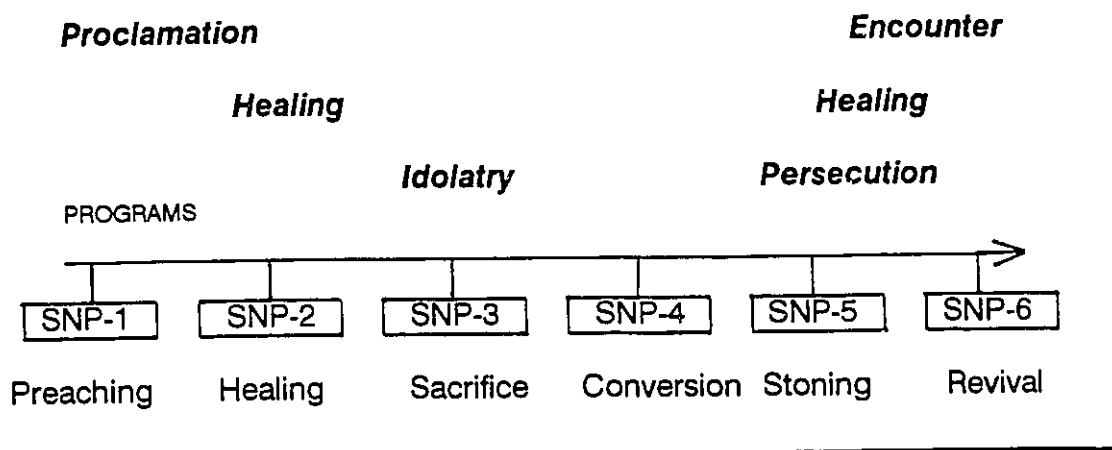 Proclamation Encounter
Healing Healing
Idolatry Persecution
PROGRAMS
SNP-1 SNP-2 SNP-3 SNP-4 SNP-5 SNP-6
Preaching Healing Sacrifice Conversion Stoning Revival